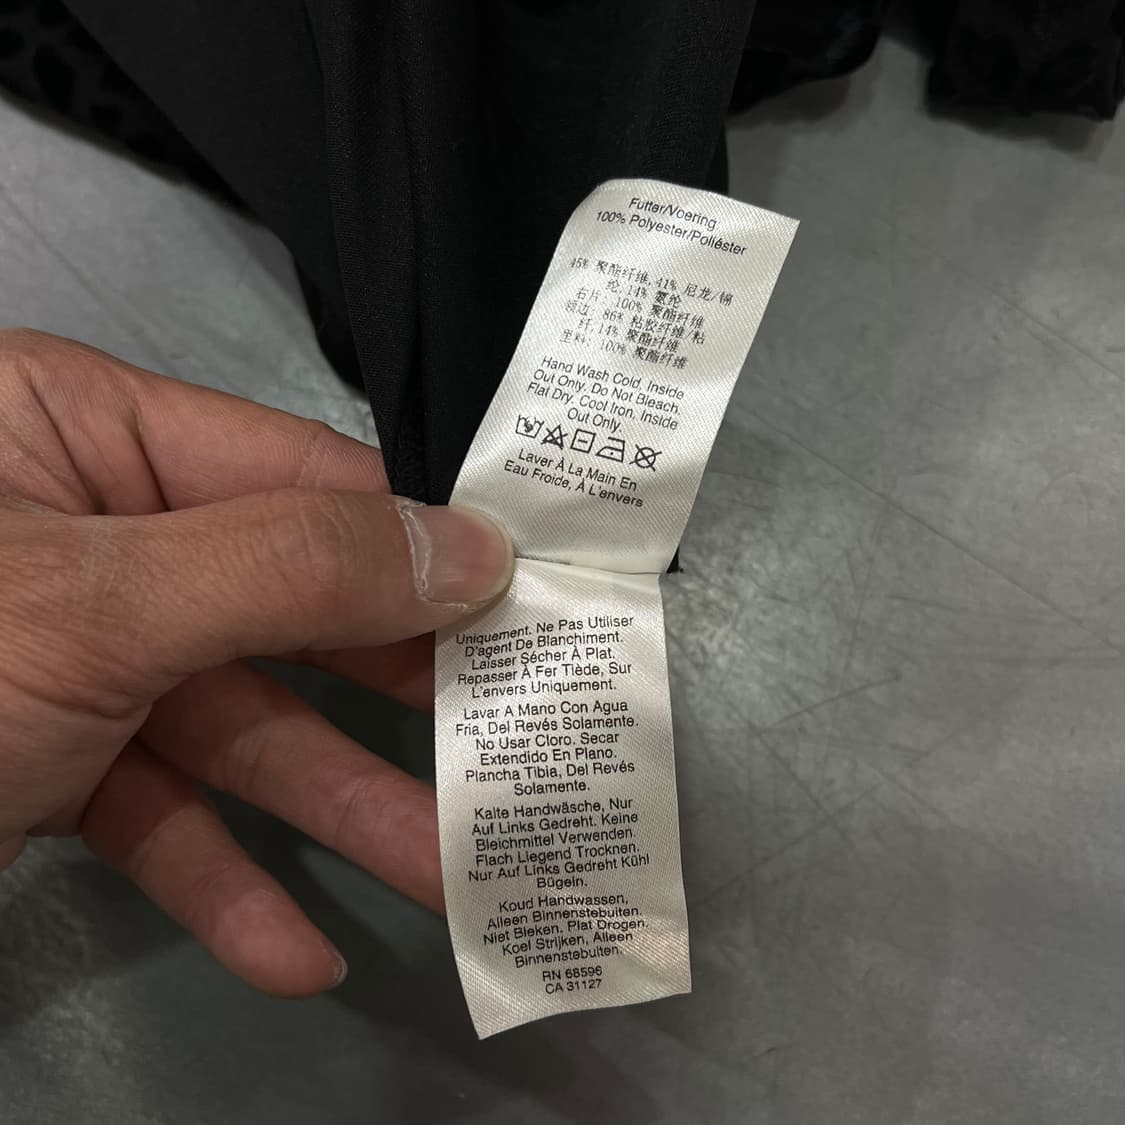 Futter/Voering
100% Polyester/Poliéster
45% 聚酯纤维, 41% 尼龙/锦
纶, 14% 氨纶
右片: 100% 聚酯纤维
颈边: 86% 粘胶纤维/粘
纤, 14% 聚酯纤维
里料: 100% 聚酯纤维
Hand Wash Cold, Inside
Out Only. Do Not Bleach.
Flat Dry. Cool Iron, Inside
Out Only.
Laver À La Main En
Eau Froide, À L'envers
Uniquement. Ne Pas Utiliser
D'agent De Blanchiment.
Laisser Sécher À Plat.
Repasser À Fer Tiède, Sur
L'envers Uniquement.
Lavar A Mano Con Agua
Fria, Del Revés Solamente.
No Usar Cloro. Secar
Extendido En Plano.
Plancha Tibia, Del Revés
Solamente.
Kalte Handwäsche, Nur
Auf Links Gedreht. Keine
Bleichmittel Verwenden.
Flach Liegend Trocknen.
Nur Auf Links Gedreht Kühl
Bügeln.
Koud Handwassen,
Alleen Binnenstebuiten.
Niet Bleken. Plat Drogen.
Koel Strijken, Alleen
Binnenstebuiten.
RN 68596
CA 31127